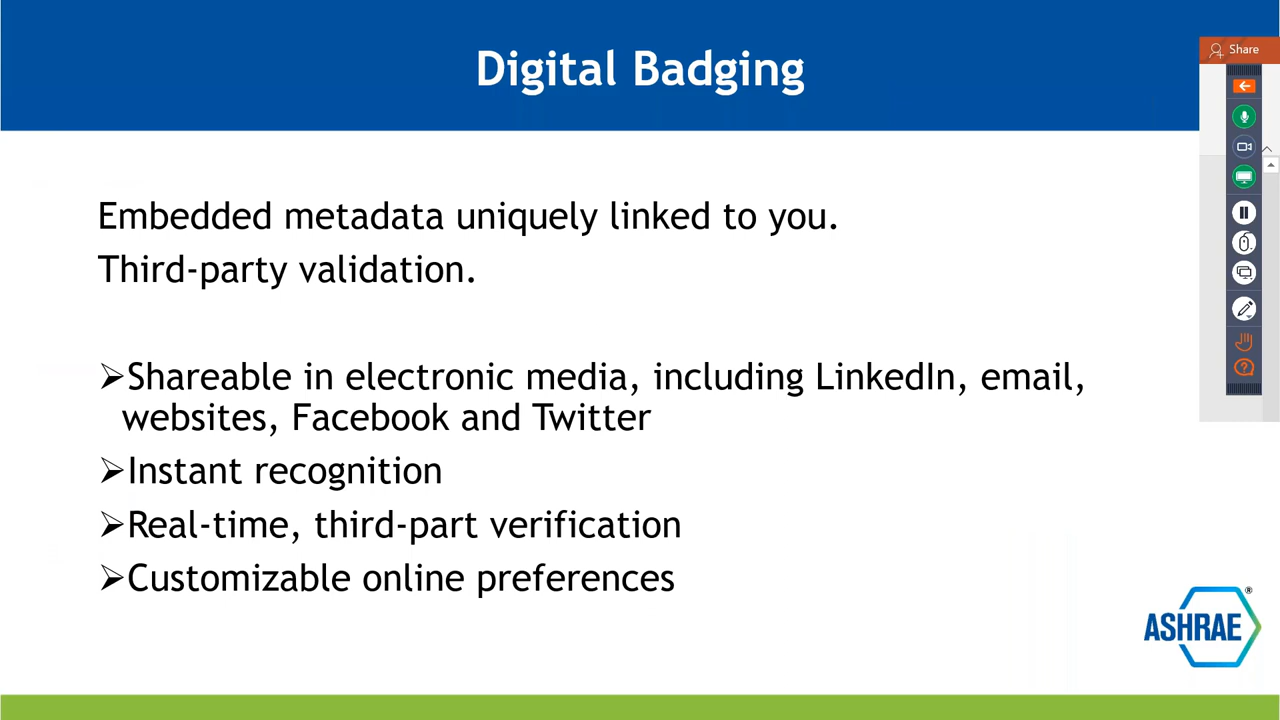 Digital Badging
Share
Embedded metadata uniquely linked to you.
Third-party validation.
➢Shareable in electronic media, including LinkedIn, email,
websites, Facebook and Twitter
➢Instant recognition
➢Real-time, third-part verification
➢Customizable online preferences
ASHRAE®